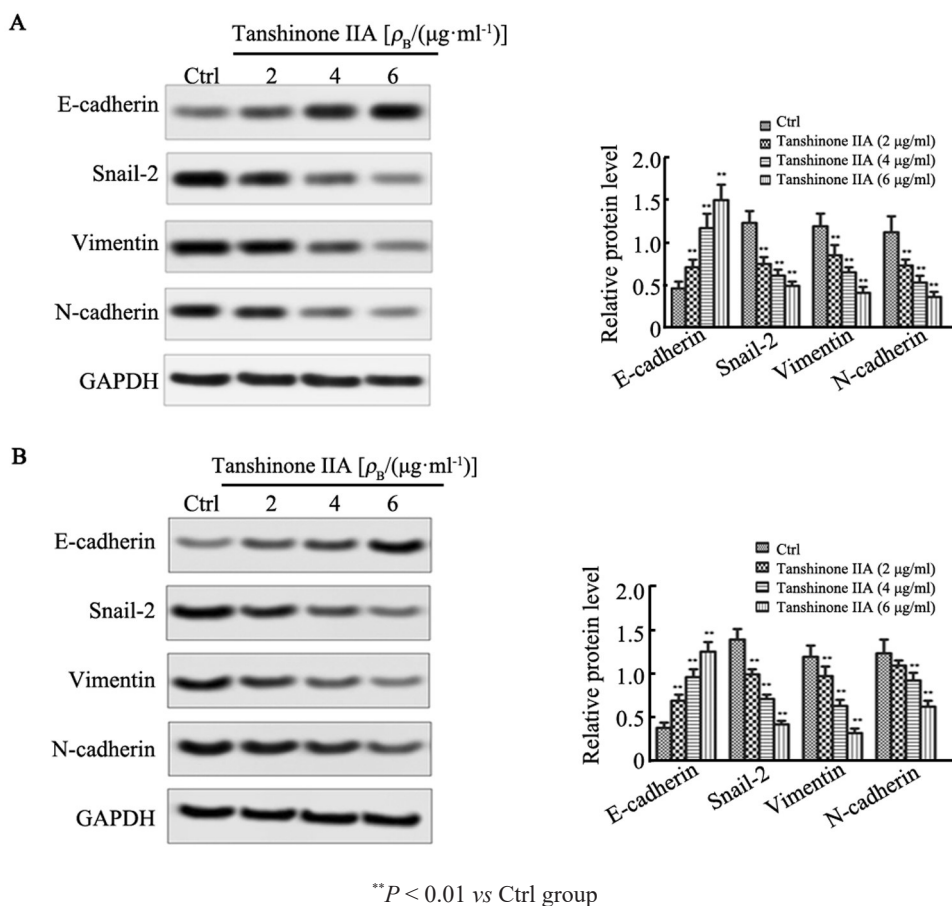 A
Tanshinone IIA [ρB/(μg·ml-1)]
Ctrl 2 4 6
E-cadherin
Snail-2
Vimentin
N-cadherin
GAPDH
Ctrl
Tanshinone IIA (2 μg/ml)
Tanshinone IIA (4 μg/ml)
Tanshinone IIA (6 μg/ml)
Relative protein level
2.0
1.5
1.0
0.5
0
** ** ** ** ** ** ** ** ** ** ** **
E-cadherin
Snail-2
Vimentin
N-cadherin
B
Tanshinone IIA [ρB/(μg·ml-1)]
Ctrl 2 4 6
E-cadherin
Snail-2
Vimentin
N-cadherin
GAPDH
Ctrl
Tanshinone IIA (2 μg/ml)
Tanshinone IIA (4 μg/ml)
Tanshinone IIA (6 μg/ml)
Relative protein level
2.0
1.5
1.0
0.5
0
** ** ** ** ** ** ** ** ** ** **
E-cadherin
Snail-2
Vimentin
N-cadherin
**P < 0.01 vs Ctrl group